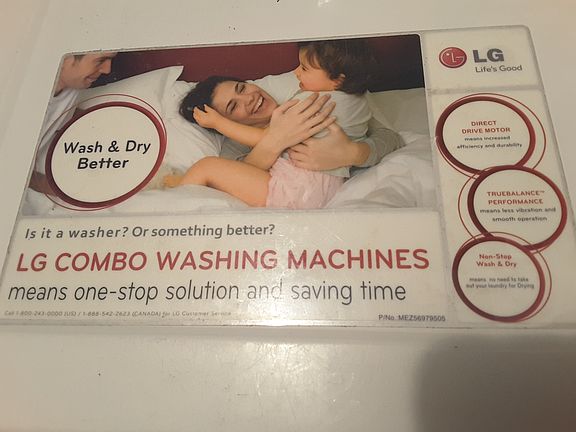 LG
Life's Good
Wash & Dry
Better
DIRECT
DRIVE MOTOR
means increased
efficiency and durability
TRUEBALANCE™
PERFORMANCE
means less vibration and
smooth operation
Non-Stop
Wash & Dry
means no need to take
out your laundry for Drying
Is it a washer? Or something better?
LG COMBO WASHING MACHINES
means one-stop solution and saving time
Call 1-800-243-0000 (US) / 1-888-542-2623 (CANADA) for LG Customer Service
P/No.:MEZ56979505